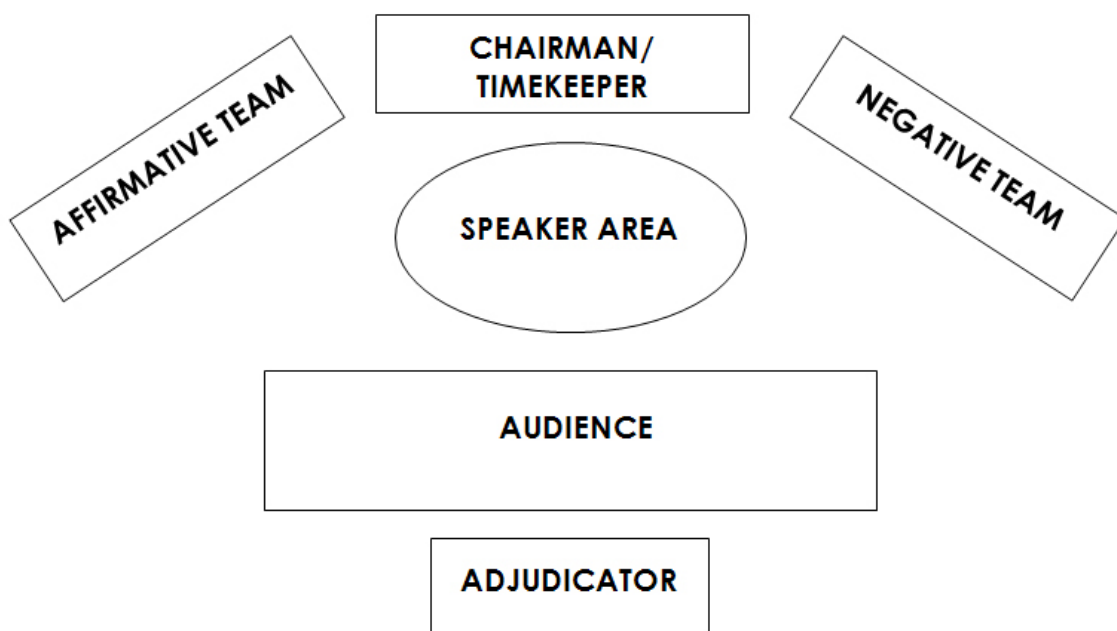 CHAIRMAN/
TIMEKEEPER
AFFIRMATIVE TEAM
NEGATIVE TEAM
SPEAKER AREA
AUDIENCE
ADJUDICATOR